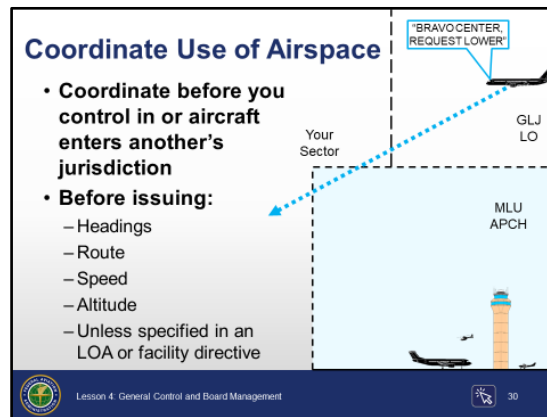 Coordinate Use of Airspace
"BRAVO CENTER,
REQUEST LOWER"
• Coordinate before you
control in or aircraft
enters another's
jurisdiction
• Before issuing:
– Headings
– Route
– Speed
– Altitude
– Unless specified in an
LOA or facility directive
Your
Sector
GLJ
LO
MLU
APCH
Lesson 4: General Control and Board Management
30